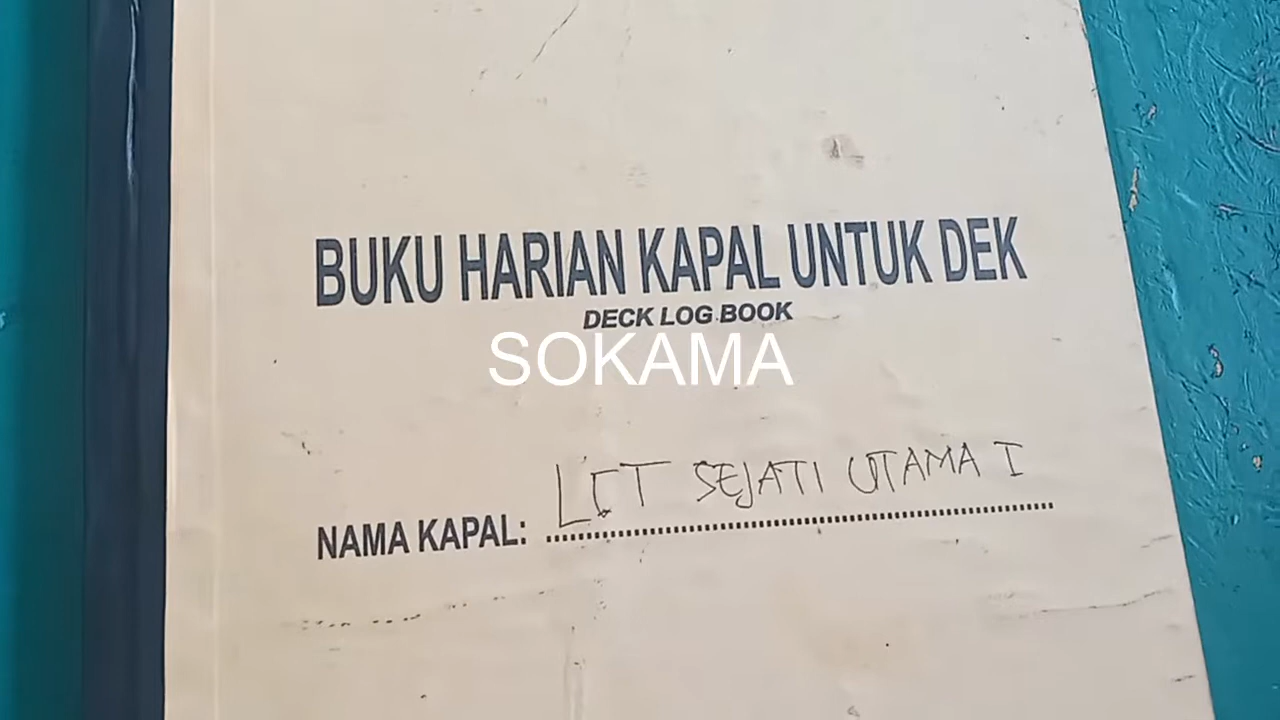 BUKU HARIAN KAPAL UNTUK DEK
DECK LOG BOOK
SOKAMA
NAMA KAPAL: LCT SEJATI UTAMA I